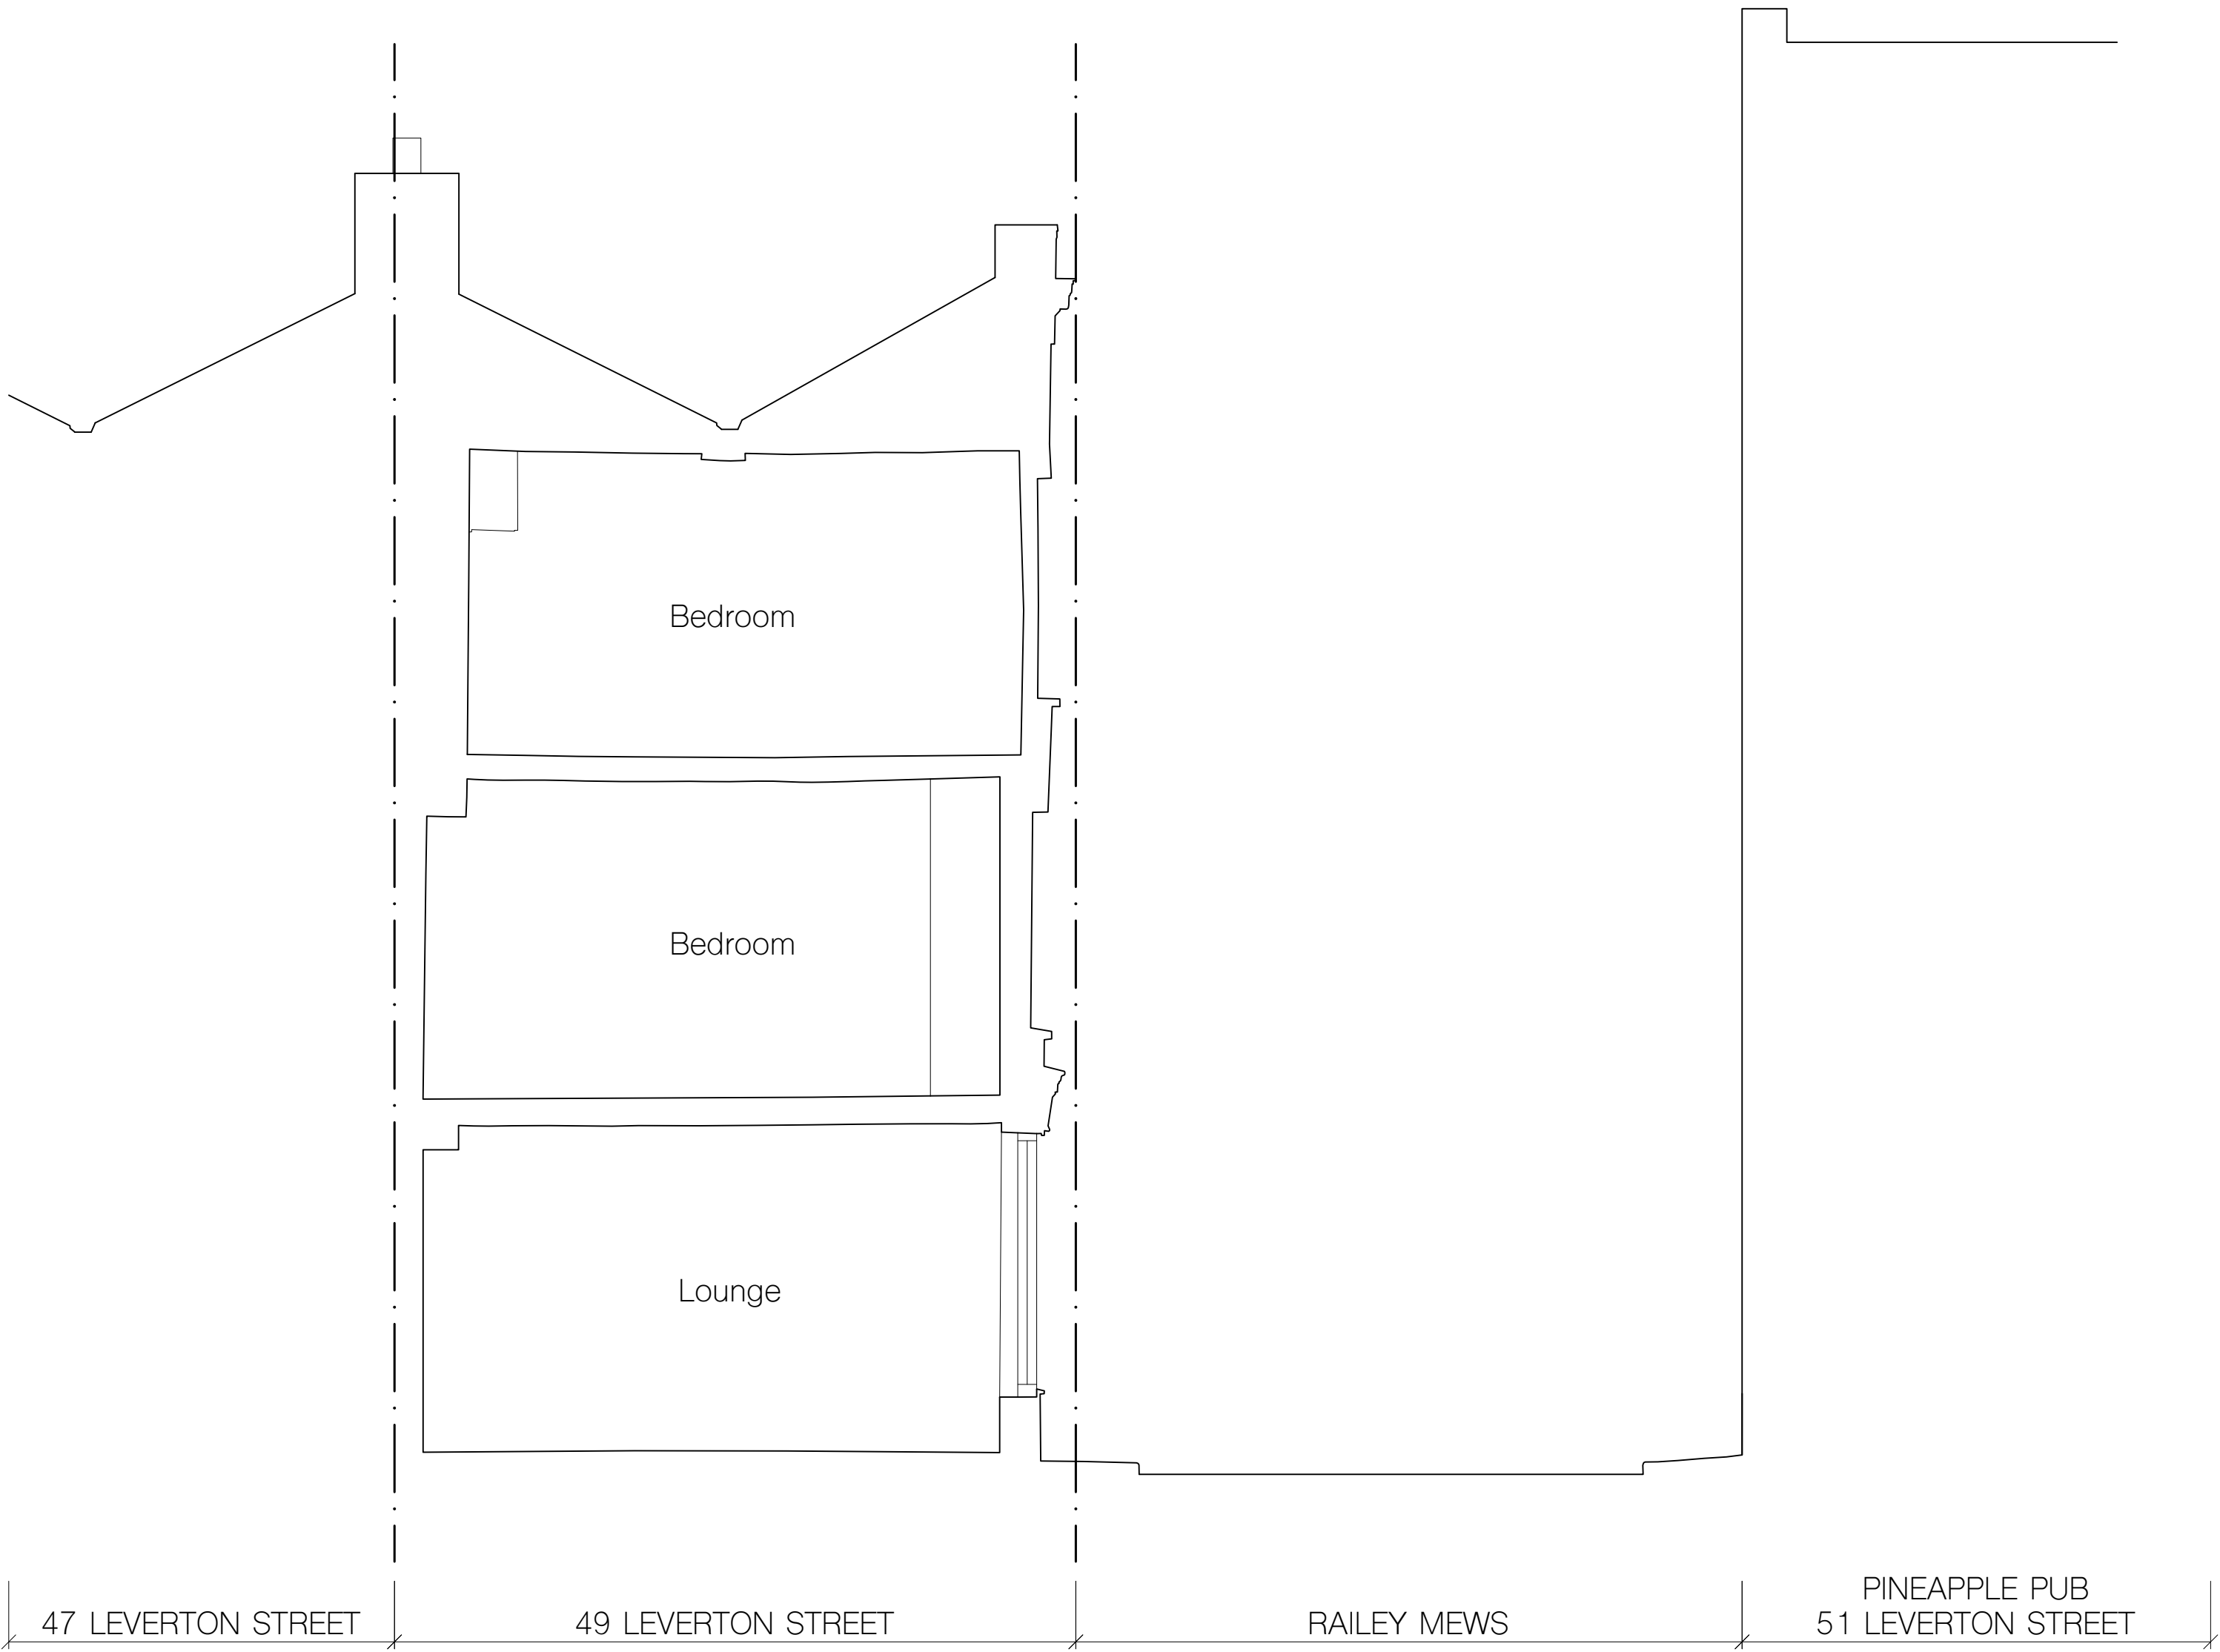 Bedroom
Bedroom
Lounge
47 LEVERTON STREET
49 LEVERTON STREET
RAILEY MEWS
PINEAPPLE PUB
51 LEVERTON STREET